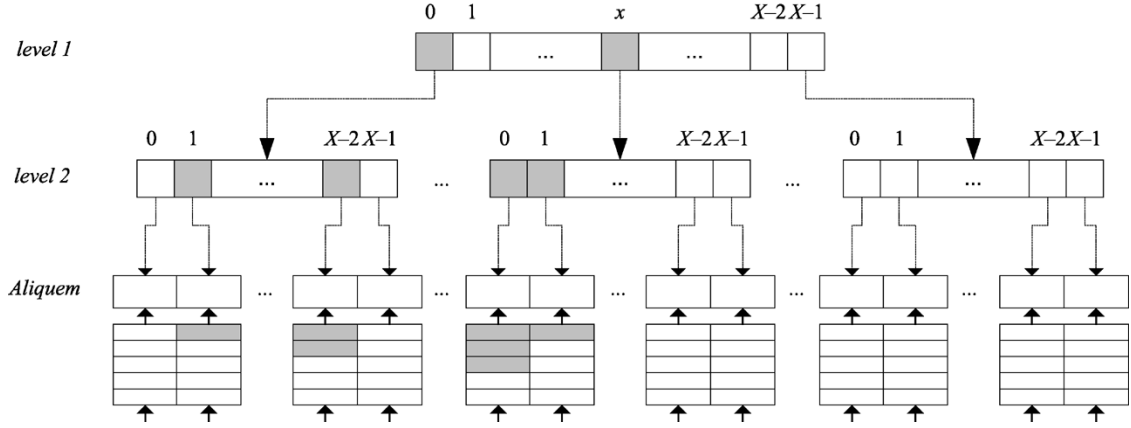 0 1 x X–2 X–1
level 1 ... ...
0 1 X–2 X–1 0 1 X–2 X–1 0 1 X–2 X–1
level 2 ... ... ... ... ...
Aliquem ... ... ... ... ...